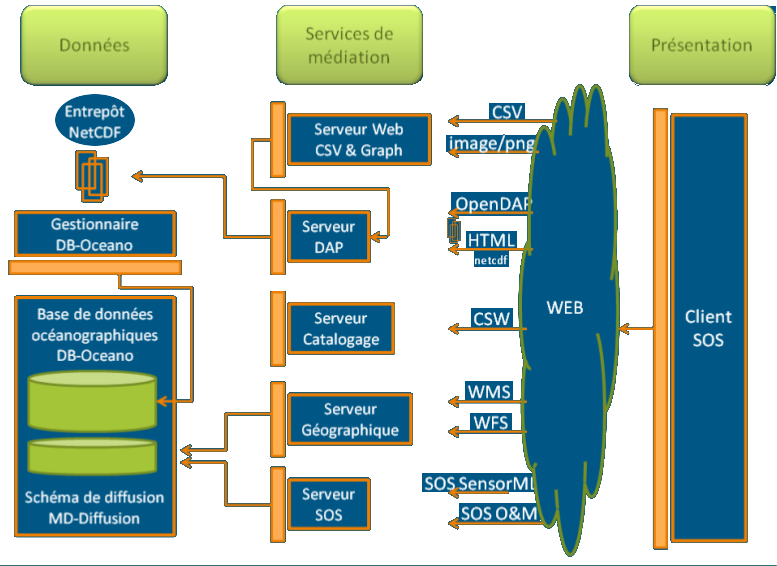 Données
Services de
médiation
Présentation
Entrepôt
NetCDF
Gestionnaire
DB-Oceano
Base de données
océanographiques
DB-Oceano
Schéma de diffusion
MD-Diffusion
Serveur Web
CSV & Graph
Serveur
DAP
Serveur
Catalogage
Serveur
Géographique
Serveur
SOS
CSV
image/png
OpenDAP
HTML
netcdf
CSW
WMS
WFS
SOS SensorML
SOS O&M
WEB
Client
SOS